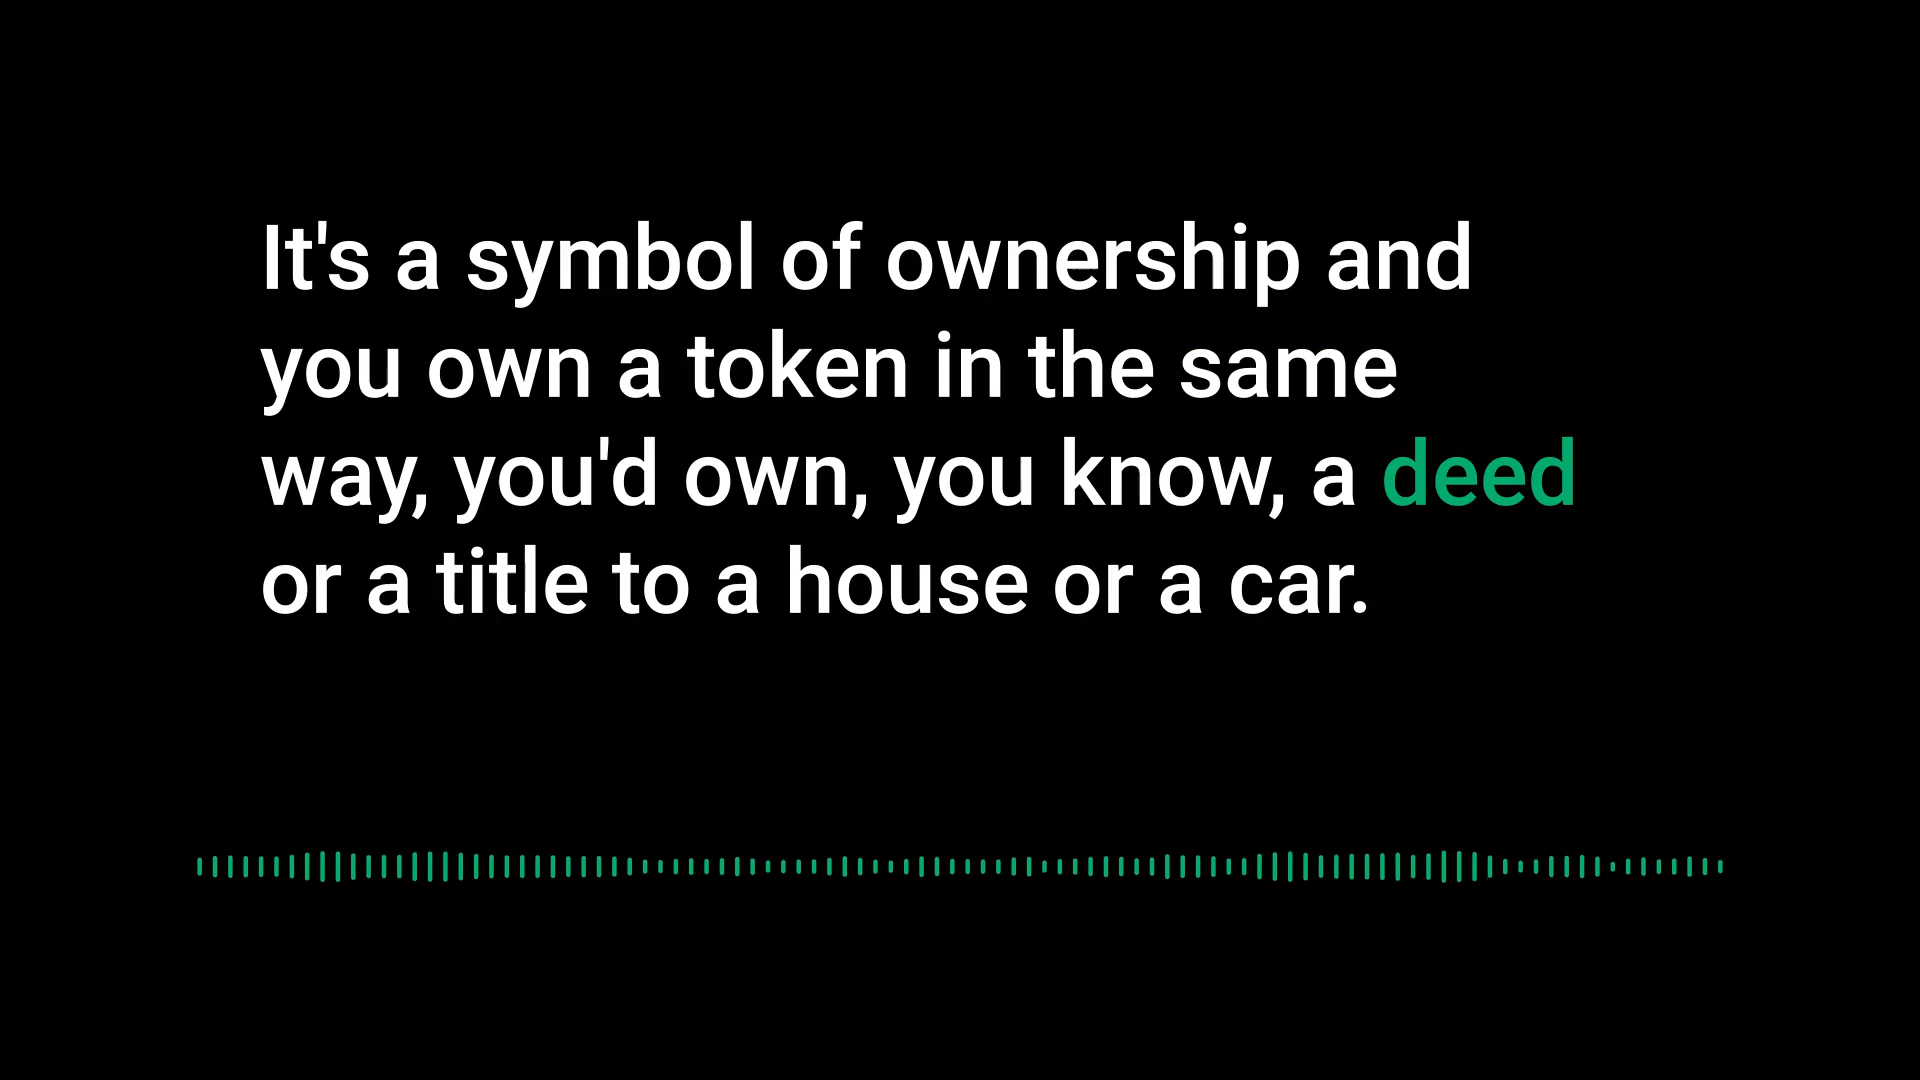 It's a symbol of ownership and
you own a token in the same
way, you'd own, you know, a deed
or a title to a house or a car.